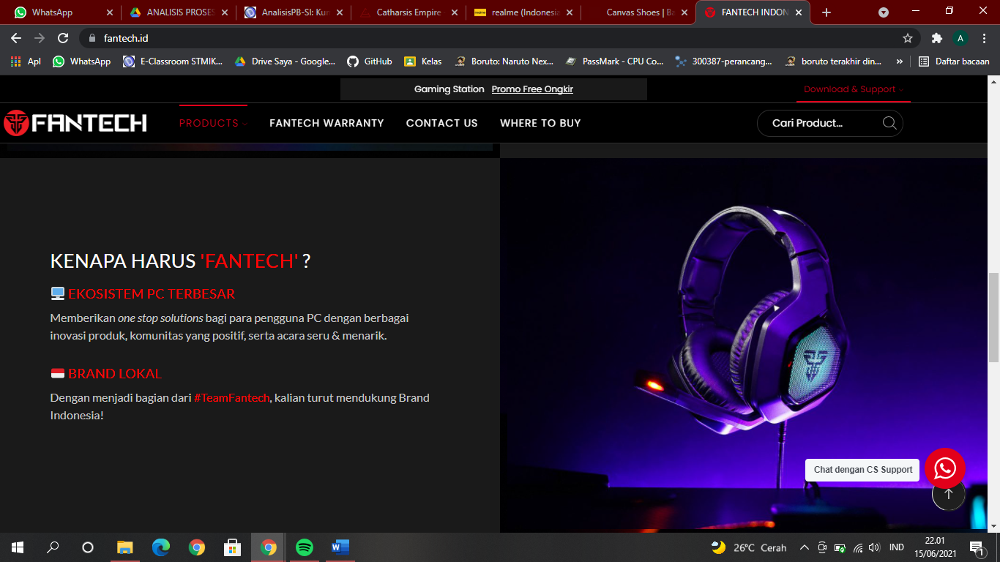 WhatsApp
ANALISIS PROSES
AnalisisPB-SI: Kum
Catharsis Empire
realme (Indonesia
Canvas Shoes | Ba
FANTECH INDON
fantech.id
A
Apl
WhatsApp
E-Classroom STMIK...
Drive Saya - Google...
GitHub
Kelas
Boruto: Naruto Nex...
PassMark - CPU Co...
300387-perancang...
boruto terakhir din...
»
Daftar bacaan
Gaming Station Promo Free Ongkir
Download & Support
FANTECH
PRODUCTS
FANTECH WARRANTY
CONTACT US
WHERE TO BUY
Cari Product...
KENAPA HARUS 'FANTECH' ?
EKOSISTEM PC TERBESAR
Memberikan one stop solutions bagi para pengguna PC dengan berbagai
inovasi produk, komunitas yang positif, serta acara seru & menarik.
BRAND LOKAL
Dengan menjadi bagian dari #TeamFantech, kalian turut mendukung Brand
Indonesia!
Chat dengan CS Support
26°C Cerah
IND
22.01
15/06/2021
1